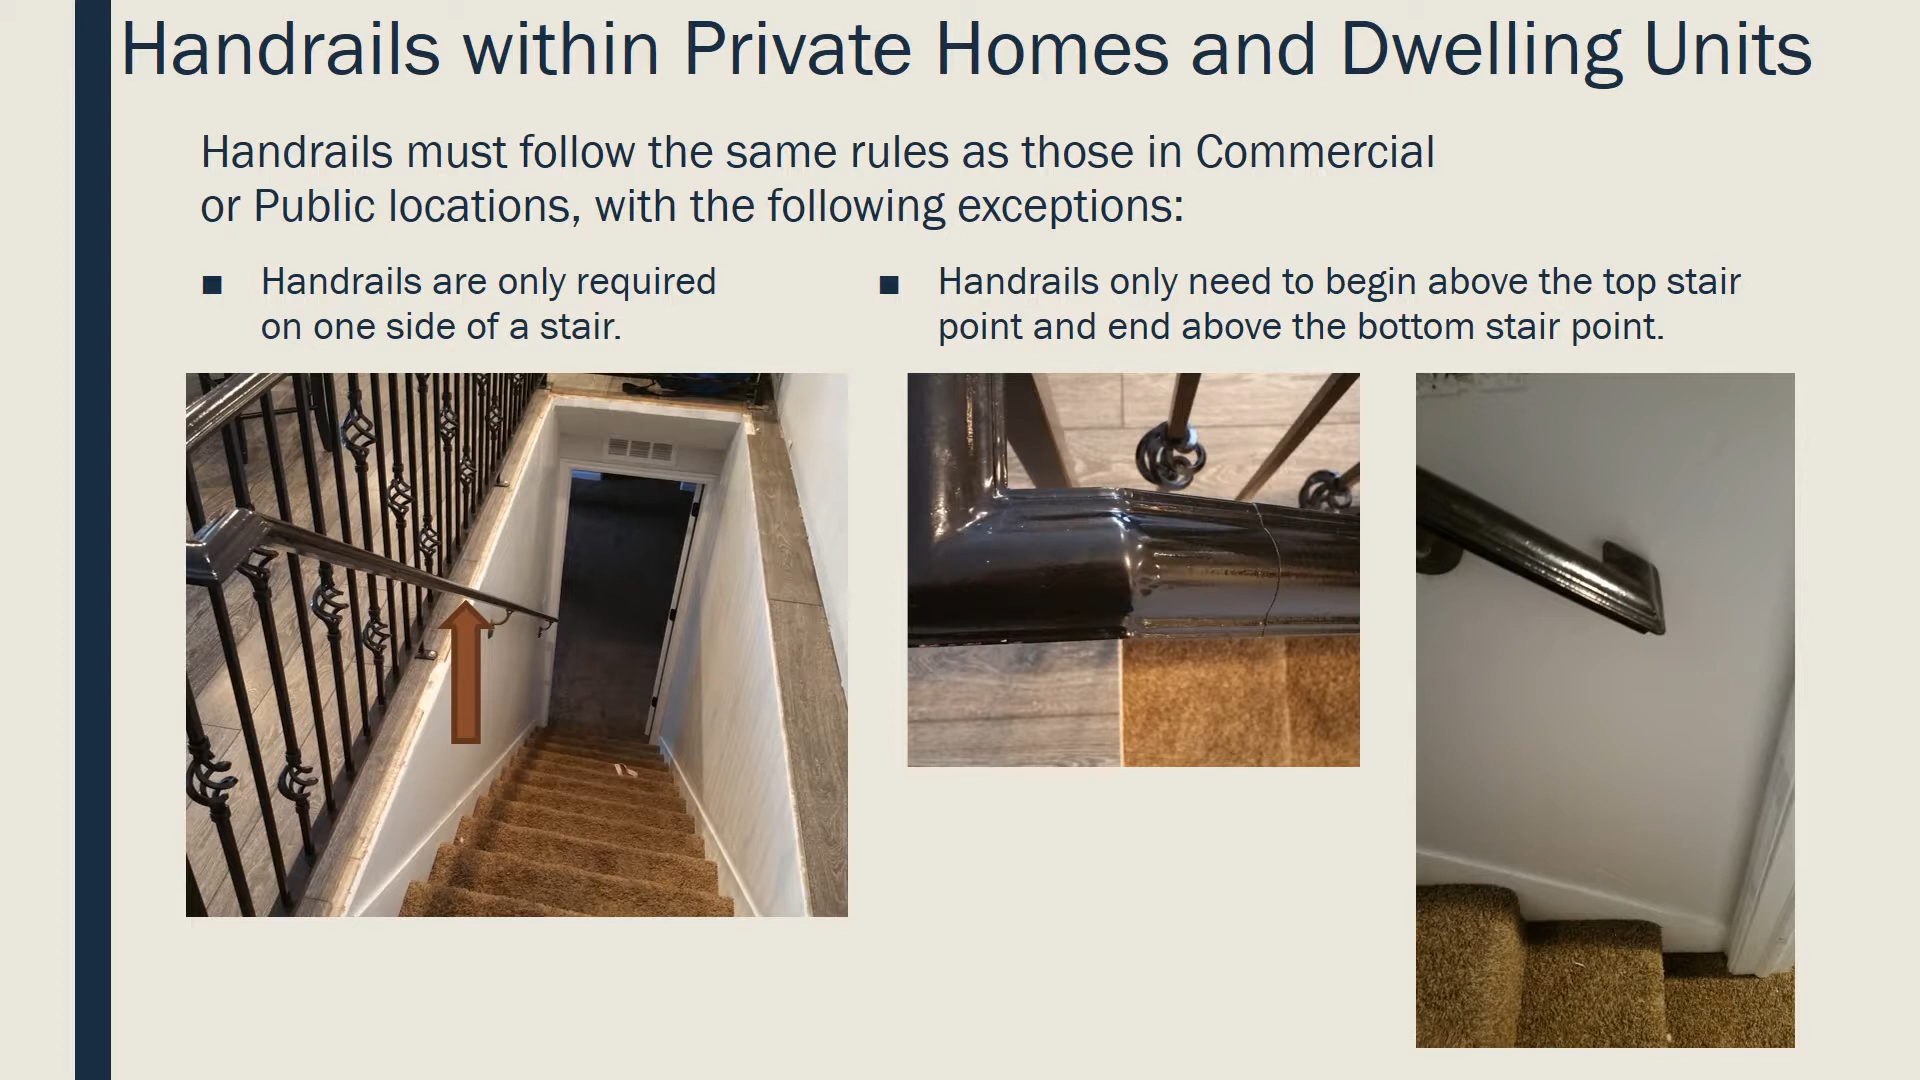 Handrails within Private Homes and Dwelling Units
Handrails must follow the same rules as those in Commercial
or Public locations, with the following exceptions:
■ Handrails are only required
on one side of a stair.
■ Handrails only need to begin above the top stair
point and end above the bottom stair point.